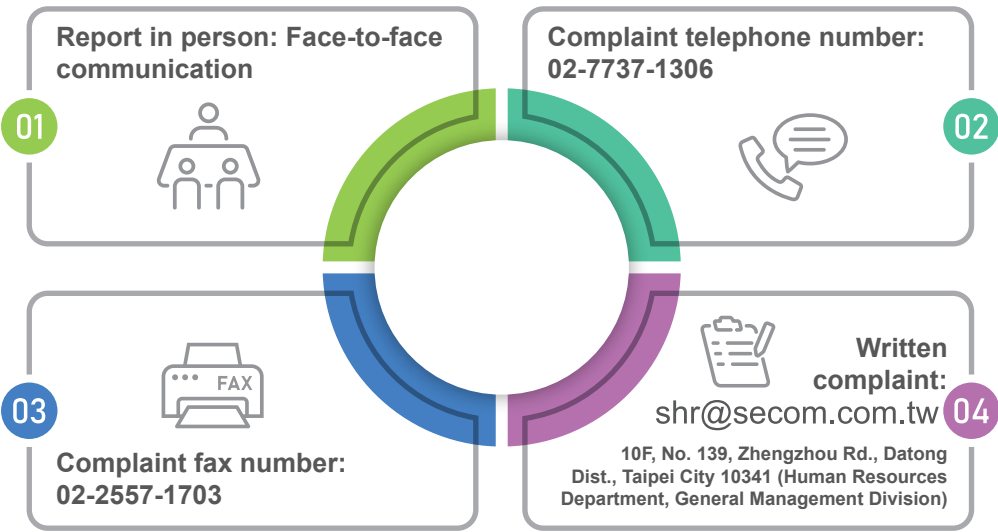 01
Report in person: Face-to-face
communication
02
Complaint telephone number:
02-7737-1306
03
FAX
Complaint fax number:
02-2557-1703
04
Written
complaint:
shr@secom.com.tw
10F, No. 139, Zhengzhou Rd., Datong
Dist., Taipei City 10341 (Human Resources
Department, General Management Division)